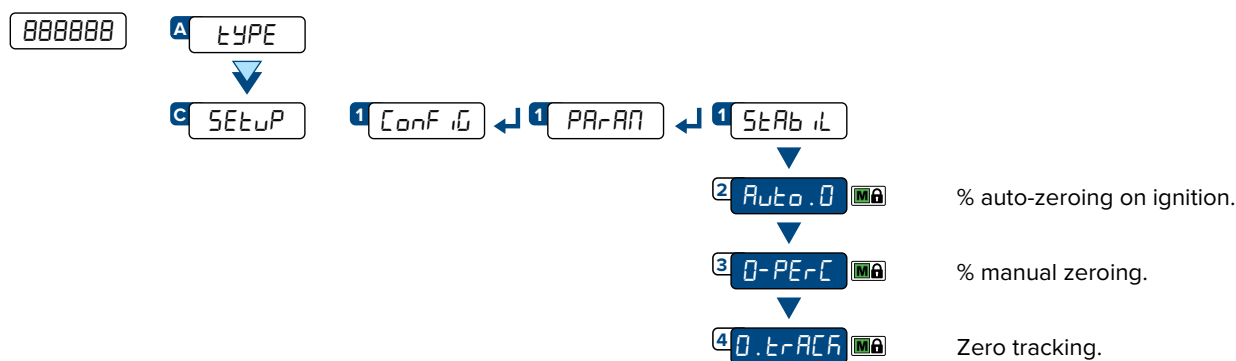 888888 A tYPE
C SEtuP 1 ConFiG 1 PArAM 1 StAbiL
2 Auto.0 M % auto-zeroing on ignition.
3 0-PErC M % manual zeroing.
4 0.trACK M Zero tracking.